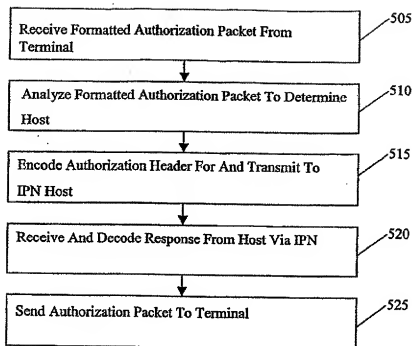 505
Receive Formatted Authorization Packet From
Terminal
510
Analyze Formatted Authorization Packet To Determine
Host
515
Encode Authorization Header For And Transmit To
IPN Host
520
Receive And Decode Response From Host Via IPN
525
Send Authorization Packet To Terminal